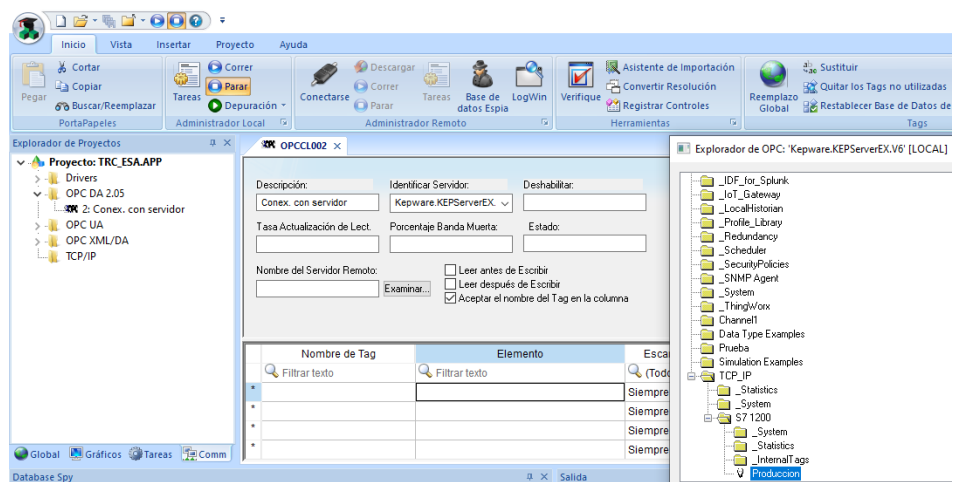 Inicio Vista Insertar Proyecto Ayuda
Pegar
Cortar
Copiar
Buscar/Reemplazar
PortaPapeles
Tareas
Correr
Parar
Depuración
Administrador Local
Conectarse
Descargar
Correr
Parar
Tareas
Base de
datos Espia
LogWin
Administrador Remoto
Verifique
Asistente de Importación
Convertir Resolución
Registrar Controles
Herramientas
Reemplazo
Global
Sustituir
Quitar los Tags no utilizadas
Restablecer Base de Datos de
Tags
Explorador de Proyectos
Proyecto: TRC_ESA.APP
Drivers
OPC DA 2.05
2: Conex. con servidor
OPC UA
OPC XML/DA
TCP/IP
Global Gráficos Tareas Comm
Database Spy
OPCCL002
Descripción: Identificar Servidor: Deshabilitar:
Conex. con servidor Kepware.KEPServerEX.
Tasa Actualización de Lect. Porcentaje Banda Muerta: Estado:
Nombre del Servidor Remoto:
Examinar...
Leer antes de Escribir
Leer después de Escribir
Aceptar el nombre del Tag en la columna
Nombre de Tag Elemento Esca
Filtrar texto Filtrar texto (Todo
* Siempre
* Siempre
* Siempre
* Siempre
Salida
Explorador de OPC: 'Kepware.KEPServerEX.V6' [LOCAL]
_IDF_for_Splunk
_IoT_Gateway
_LocalHistorian
_Profile_Library
_Redundancy
_Scheduler
_SecurityPolicies
_SNMP Agent
_System
_ThingWorx
Channel1
Data Type Examples
Prueba
Simulation Examples
TCP_IP
_Statistics
_System
S7 1200
_System
_Statistics
_InternalTags
Produccion